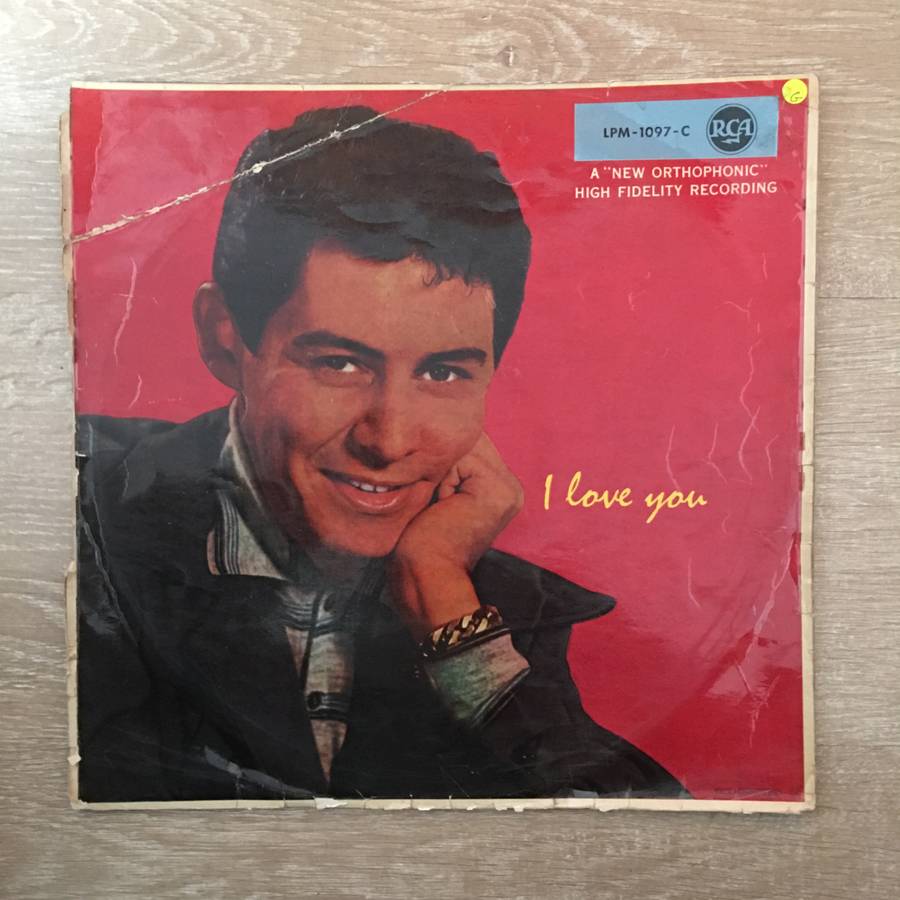 G
LPM-1097-C RCA
A "NEW ORTHOPHONIC"
HIGH FIDELITY RECORDING
I love you